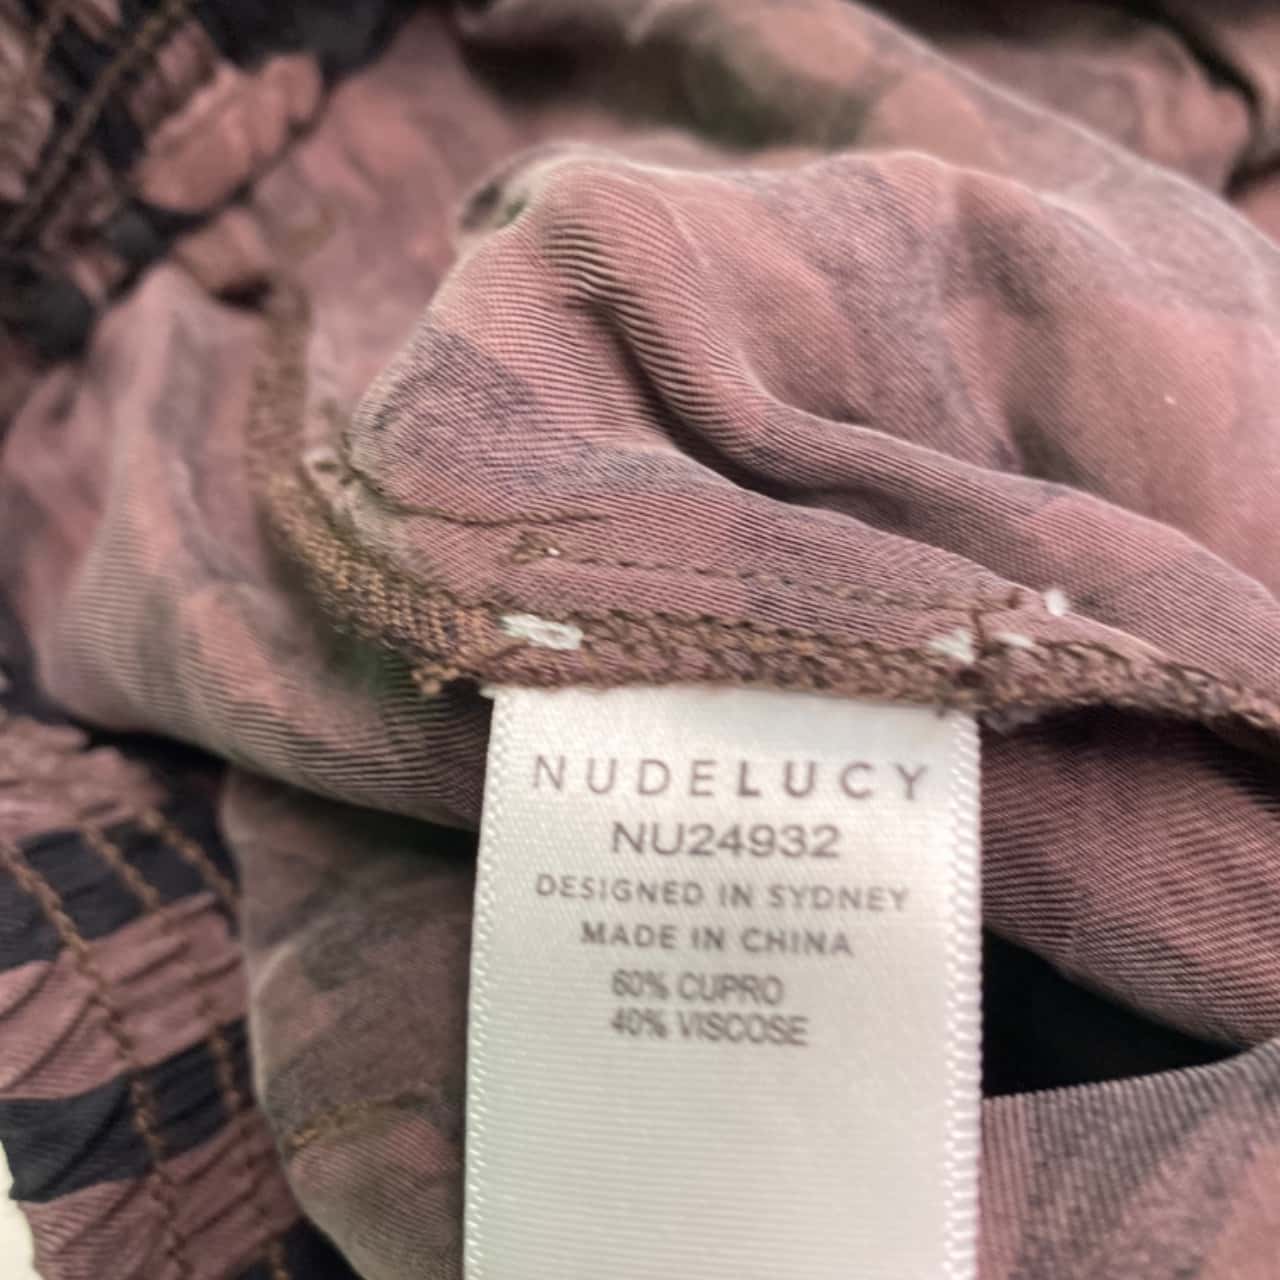 NUDELUCY
NU24932
DESIGNED IN SYDNEY
MADE IN CHINA
60% CUPRO
40% VISCOSE